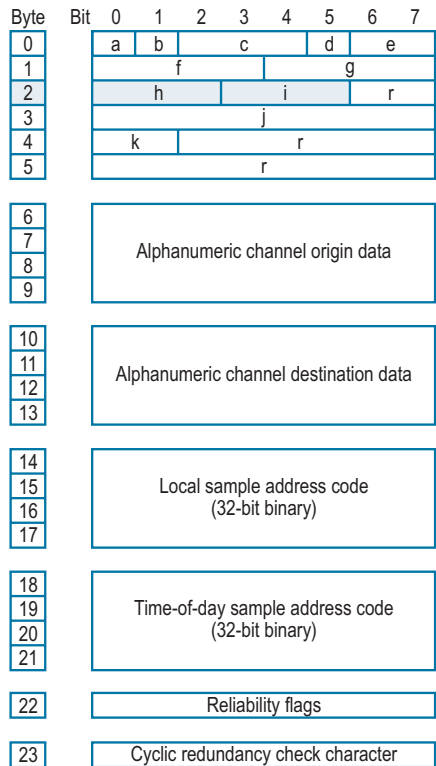 Byte Bit 0 1 2 3 4 5 6 7
0 a b c d e
1 f g
2 h i r
3 j
4 k r
5 r
6
7
8
9
Alphanumeric channel origin data
10
11
12
13
Alphanumeric channel destination data
14
15
16
17
Local sample address code
(32-bit binary)
18
19
20
21
Time-of-day sample address code
(32-bit binary)
22 Reliability flags
23 Cyclic redundancy check character